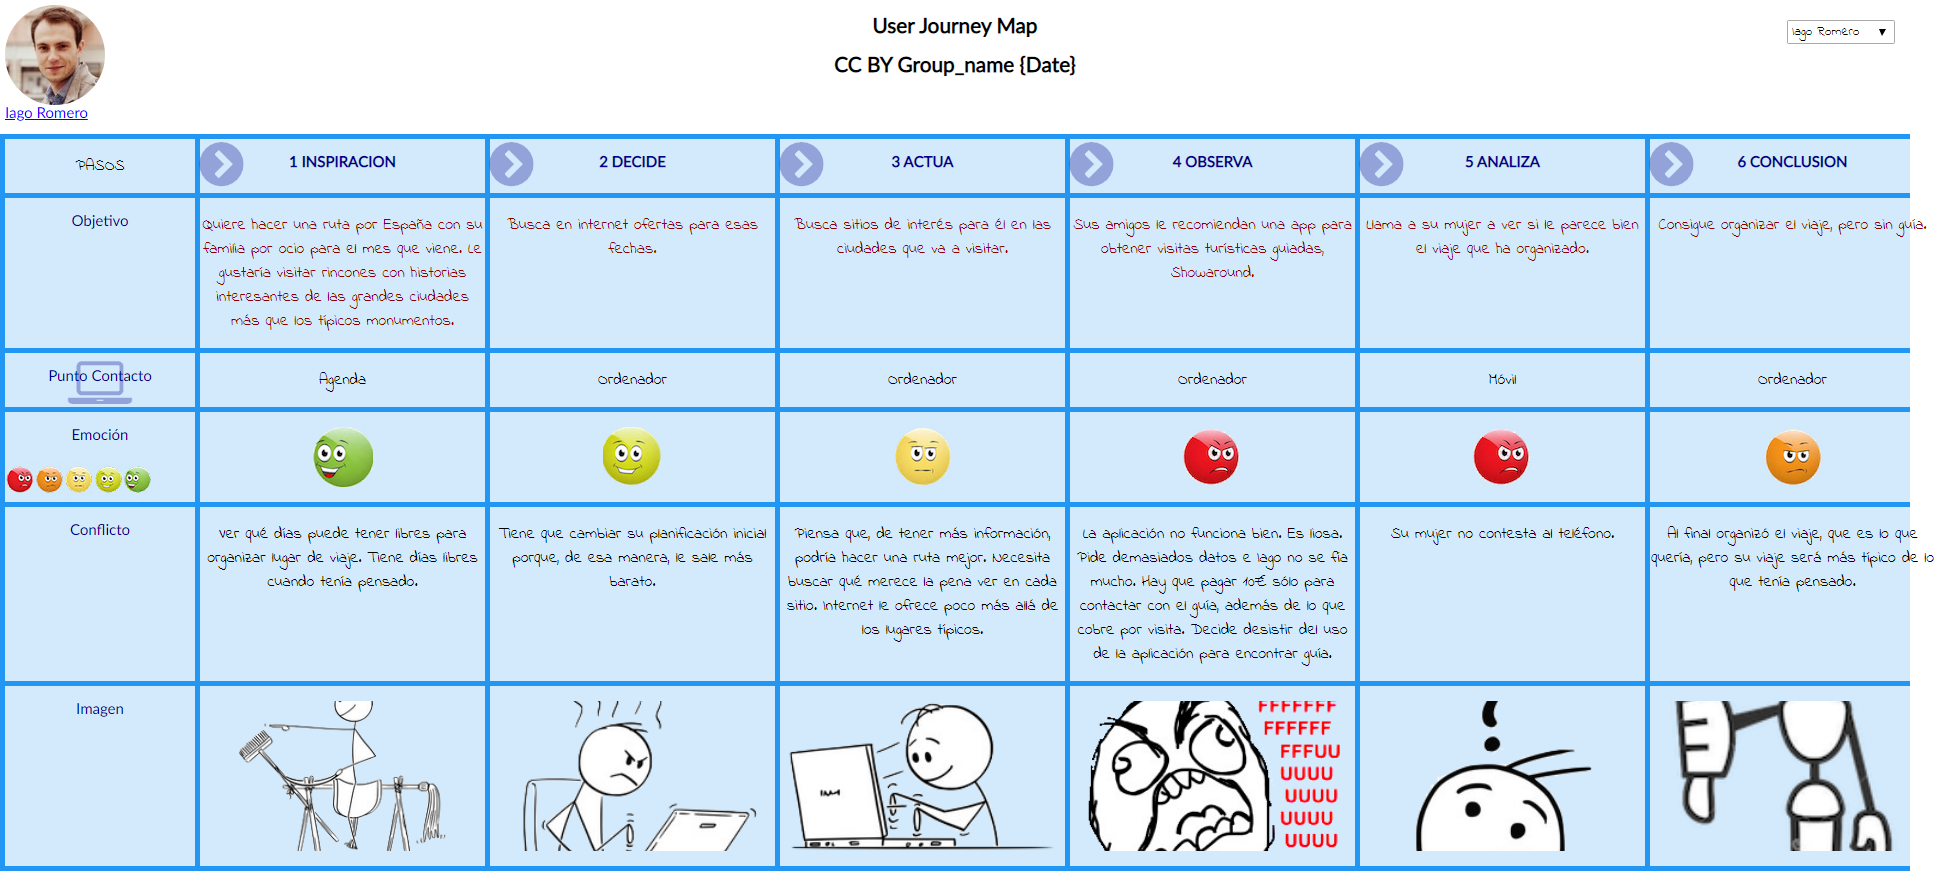 User Journey Map
CC BY Group_name {Date}
Iago Romero
Iago Romero
PASOS
1 INSPIRACION
2 DECIDE
3 ACTUA
4 OBSERVA
5 ANALIZA
6 CONCLUSION
Objetivo
Quiere hacer una ruta por España con su
familia por ocio para el mes que viene. Le
gustaría visitar rincones con historias
interesantes de las grandes ciudades
más que los típicos monumentos.
Busca en internet ofertas para esas
fechas.
Busca sitios de interés para él en las
ciudades que va a visitar.
Sus amigos le recomiendan una app para
obtener visitas turísticas guiadas,
Showaround.
Llama a su mujer a ver si le parece bien
el viaje que ha organizado.
Consigue organizar el viaje, pero sin guía.
Punto Contacto
Agenda
Ordenador
Ordenador
Ordenador
Móvil
Ordenador
Emoción
Conflicto
Ver qué días puede tener libres para
organizar lugar de viaje. Tiene días libres
cuando tenía pensado.
Tiene que cambiar su planificación inicial
porque, de esa manera, le sale más
barato.
Piensa que, de tener más información,
podría hacer una ruta mejor. Necesita
buscar qué merece la pena ver en cada
sitio. Internet le ofrece poco más allá de
los lugares típicos.
La aplicación no funciona bien. Es liosa.
Pide demasiados datos e Iago no se fía
mucho. Hay que pagar 10€ sólo para
contactar con el guía, además de lo que
cobre por visita. Decide desistir del uso
de la aplicación para encontrar guía.
Su mujer no contesta al teléfono.
Al final organizó el viaje, que es lo que
quería, pero su viaje será más típico de lo
que tenía pensado.
Imagen
FFFFFFF
FFFFFF
FFFUU
UUUU
UUUU
UUUU
UUUU